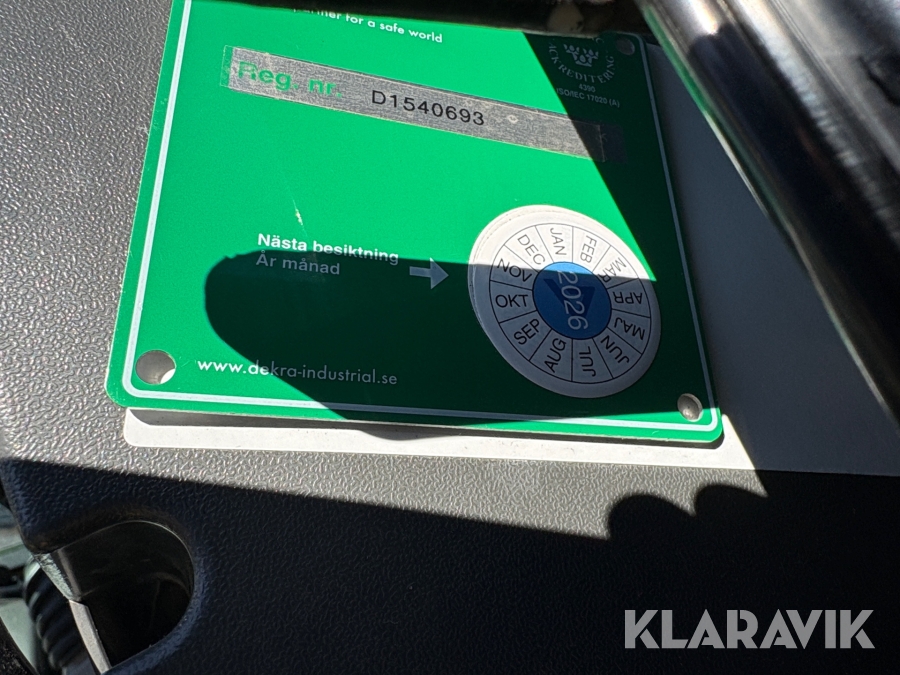 partner for a safe world
ACKREDITERING
4390
ISO/IEC 17020 (A)
Reg. nr. D1540693
Nästa besiktning
År månad
JAN
FEB
MAR
APR
MAJ
JUN
JUL
AUG
SEP
OKT
NOV
DEC
2026
www.dekra-industrial.se
KLARAVIK